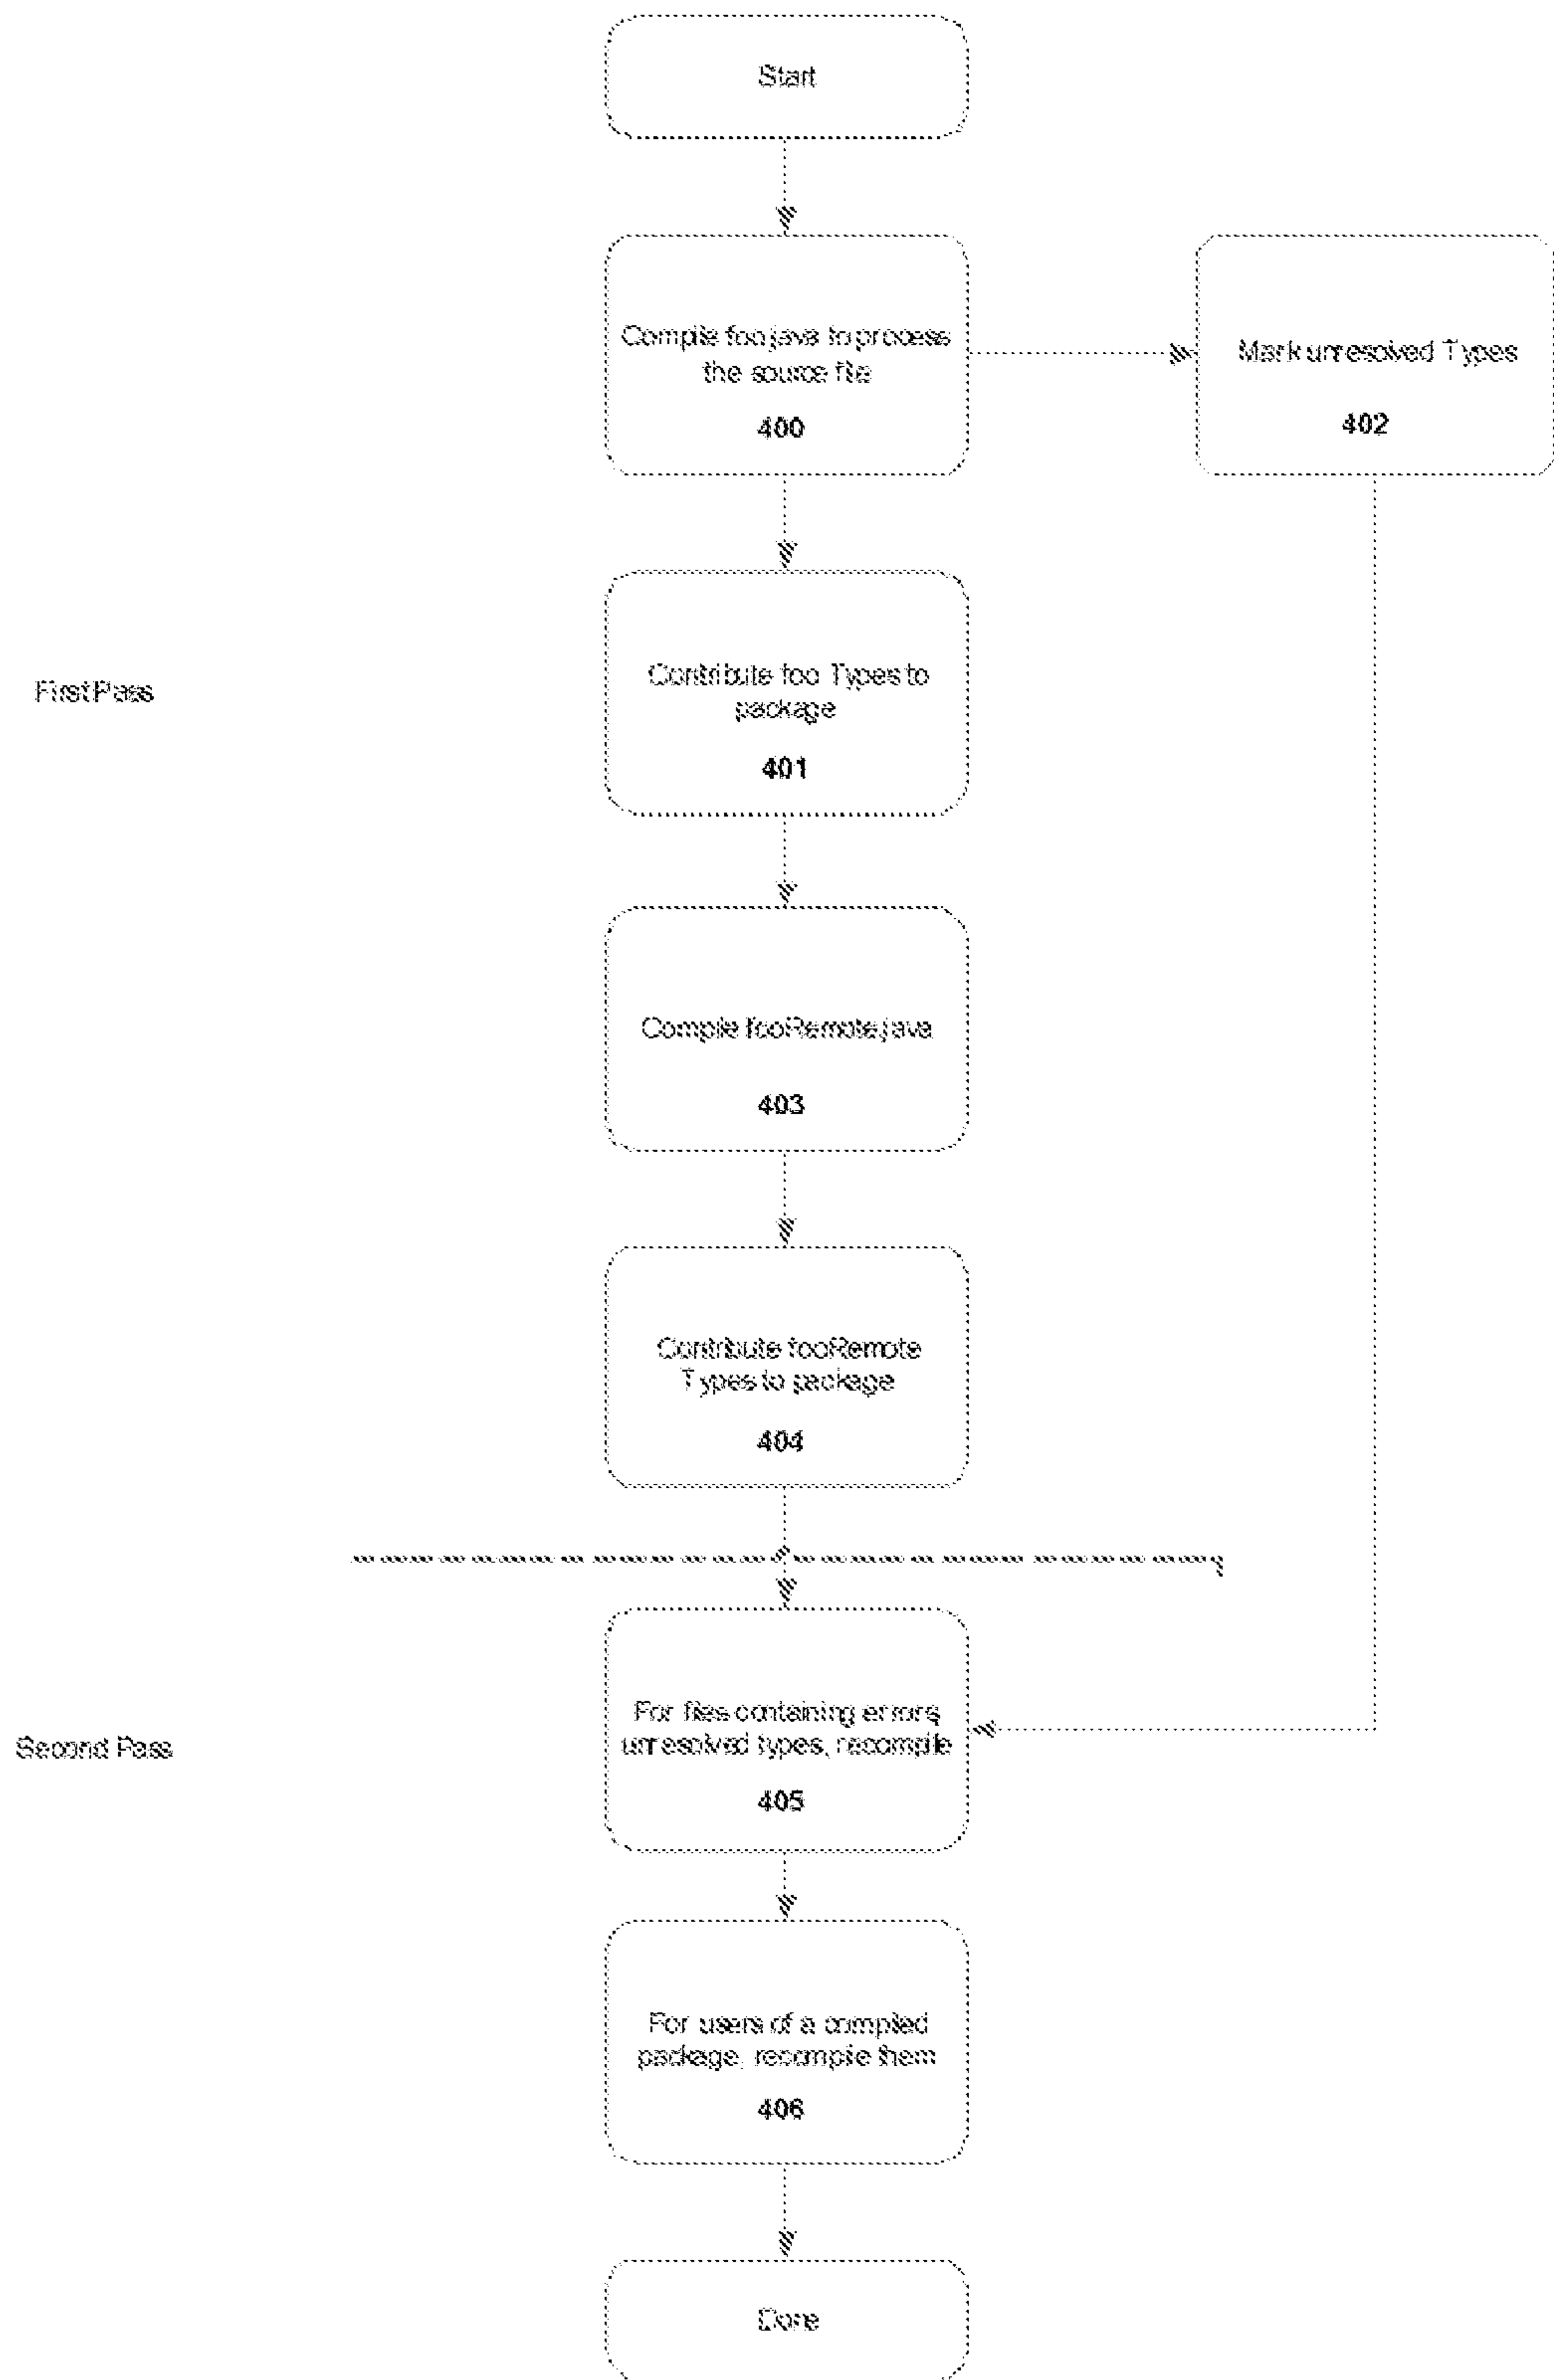 Start
Compile foo.java to process
the source file
400
Mark unresolved Types
402
First Pass
Contribute foo Types to
package
401
Compile fooRemote.java
403
Contribute fooRemote
Types to package
404
Second Pass
For files containing errors,
unresolved types, recompile
405
For users of a compiled
package, recompile them
406
Done